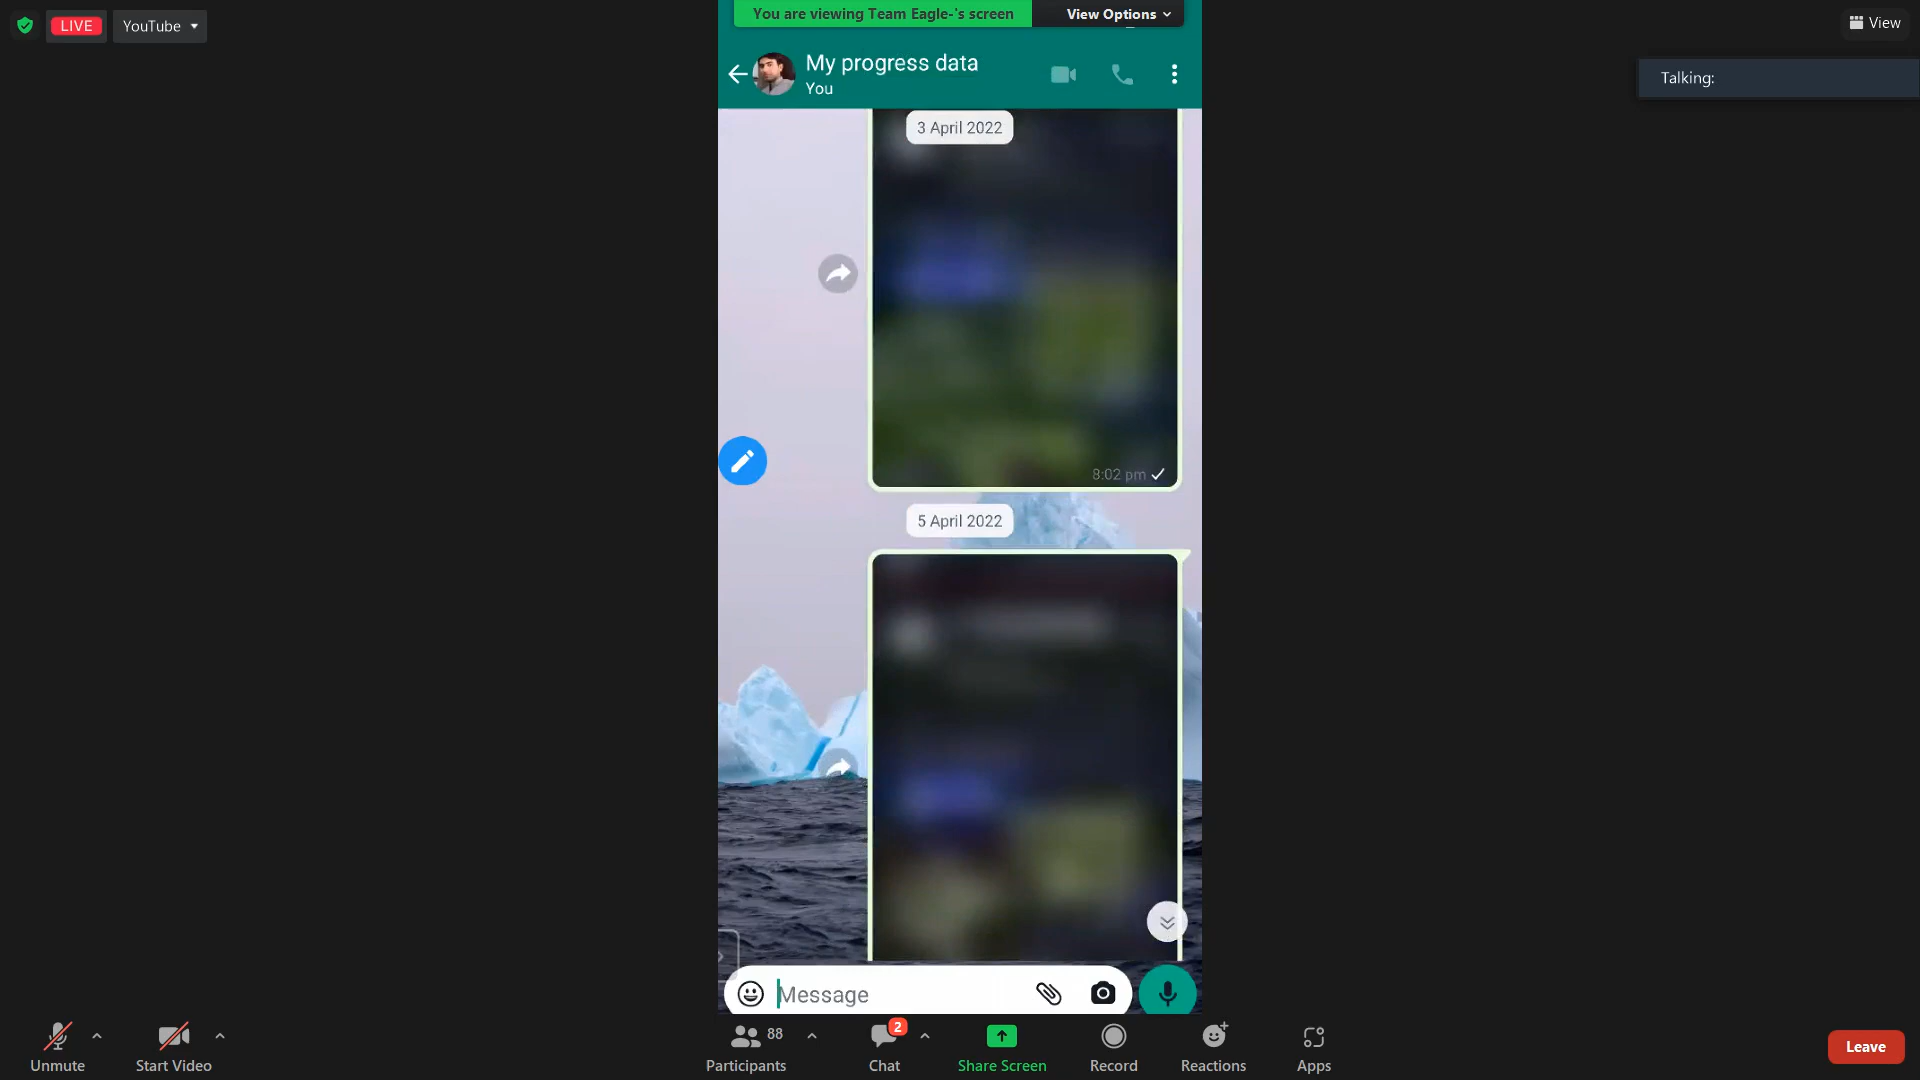 LIVE
YouTube
You are viewing Team Eagle-'s screen
View Options
View
Talking:
My progress data
You
3 April 2022
8:02 pm
5 April 2022
Message
Unmute
Start Video
88
Participants
2
Chat
Share Screen
Record
Reactions
Apps
Leave